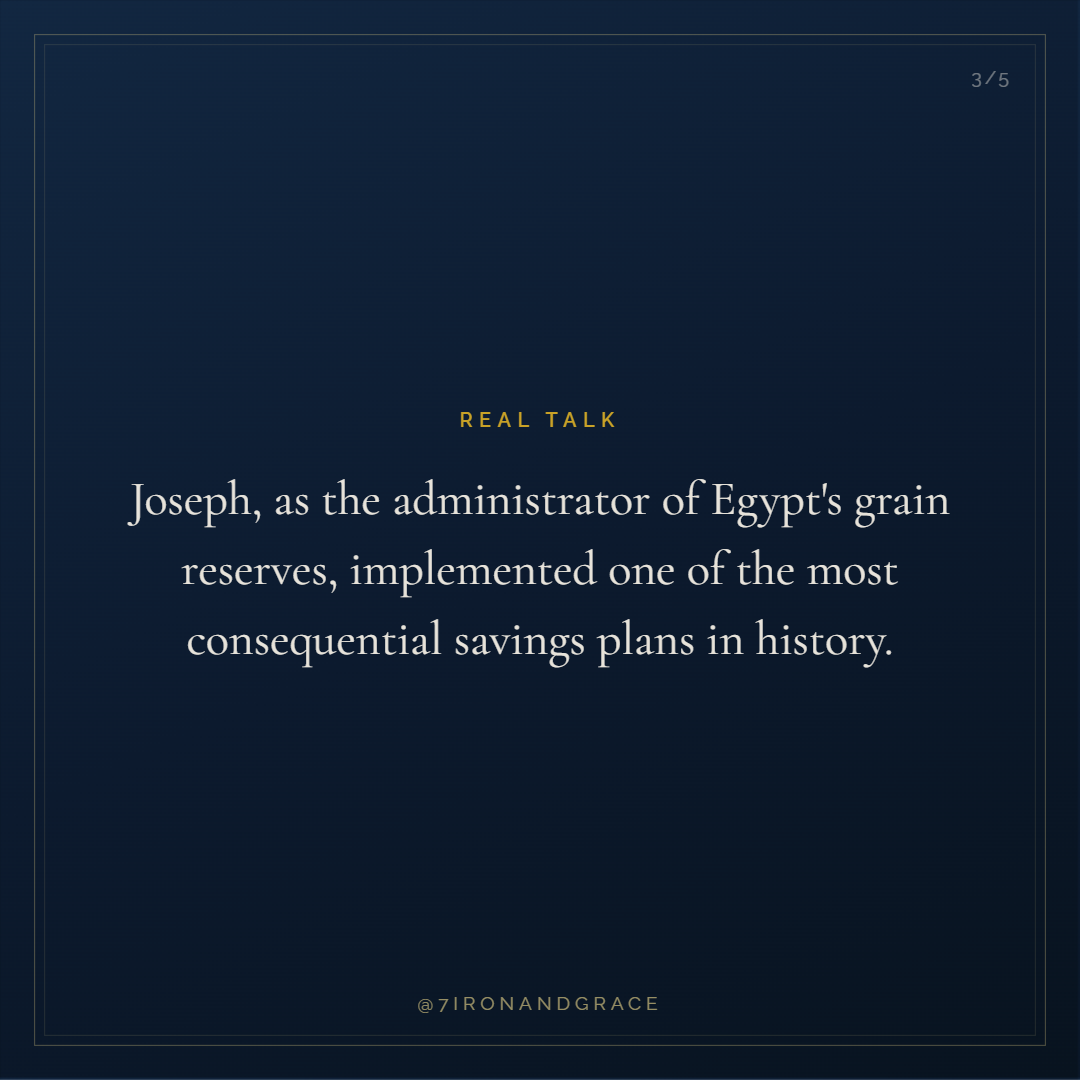 3/5
REAL TALK
Joseph, as the administrator of Egypt's grain
reserves, implemented one of the most
consequential savings plans in history.
@7IRONANDGRACE